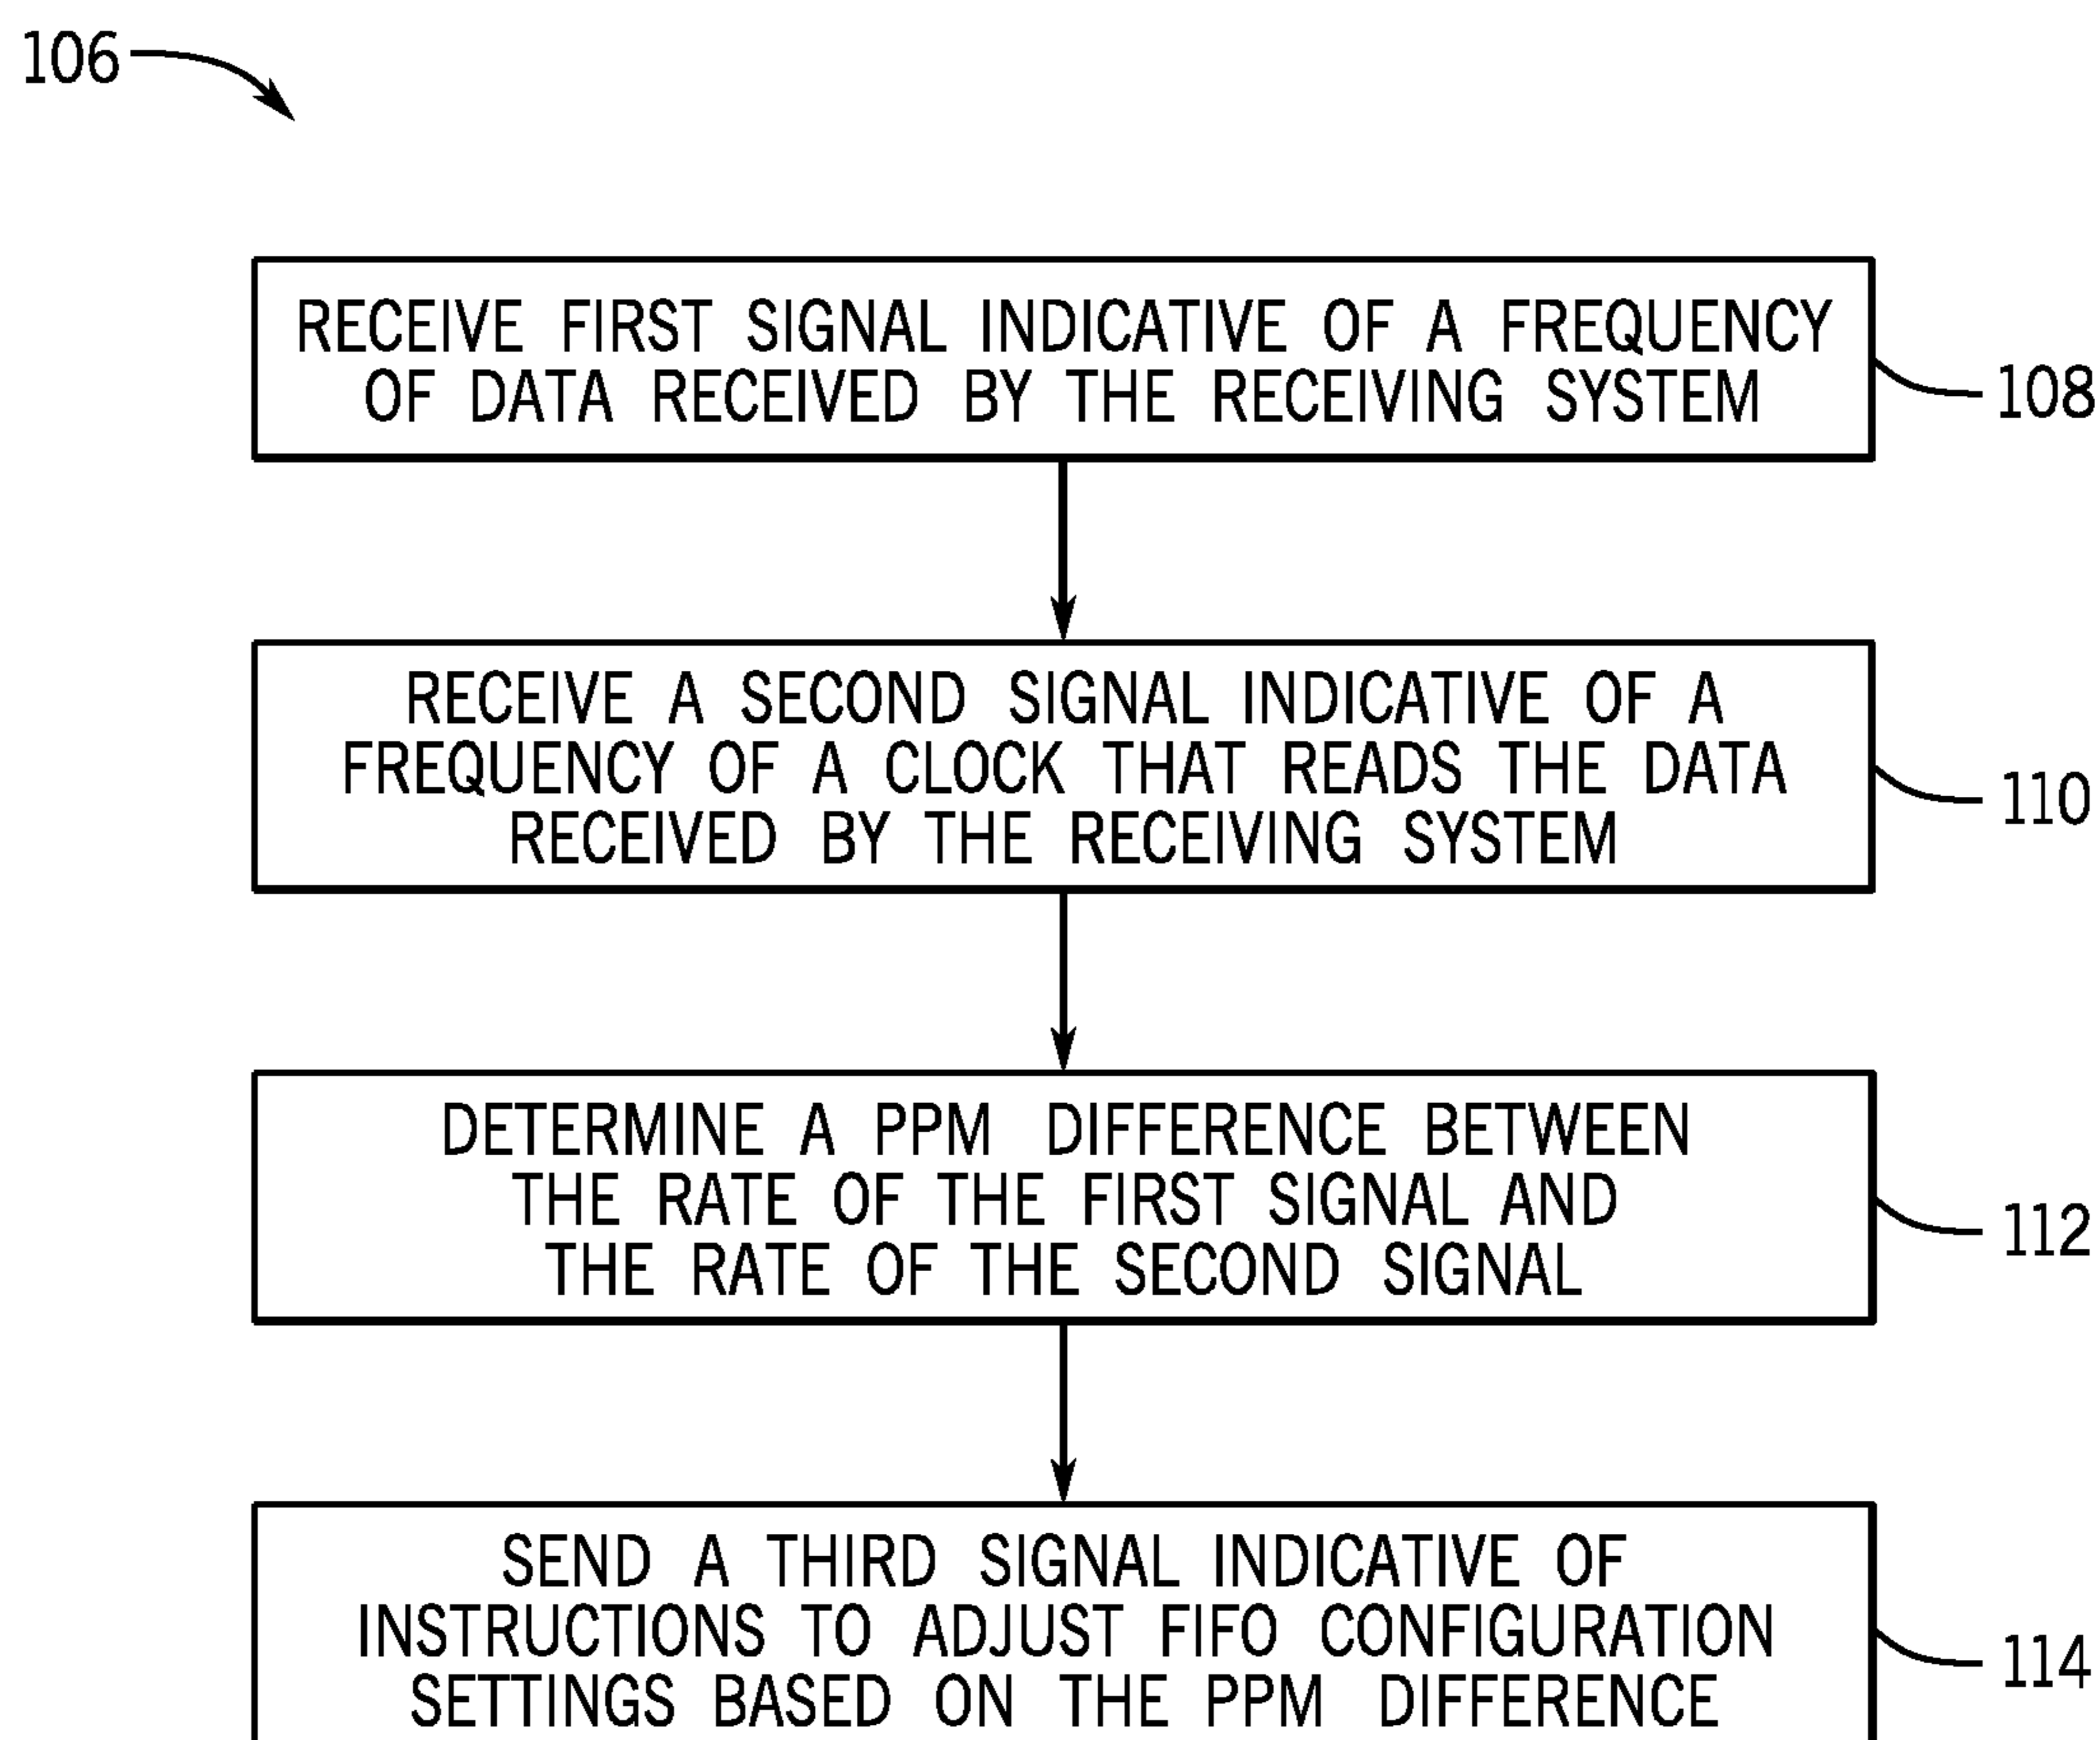 106
RECEIVE FIRST SIGNAL INDICATIVE OF A FREQUENCY
OF DATA RECEIVED BY THE RECEIVING SYSTEM
108
RECEIVE A SECOND SIGNAL INDICATIVE OF A
FREQUENCY OF A CLOCK THAT READS THE DATA
RECEIVED BY THE RECEIVING SYSTEM
110
DETERMINE A PPM DIFFERENCE BETWEEN
THE RATE OF THE FIRST SIGNAL AND
THE RATE OF THE SECOND SIGNAL
112
SEND A THIRD SIGNAL INDICATIVE OF
INSTRUCTIONS TO ADJUST FIFO CONFIGURATION
SETTINGS BASED ON THE PPM DIFFERENCE
114